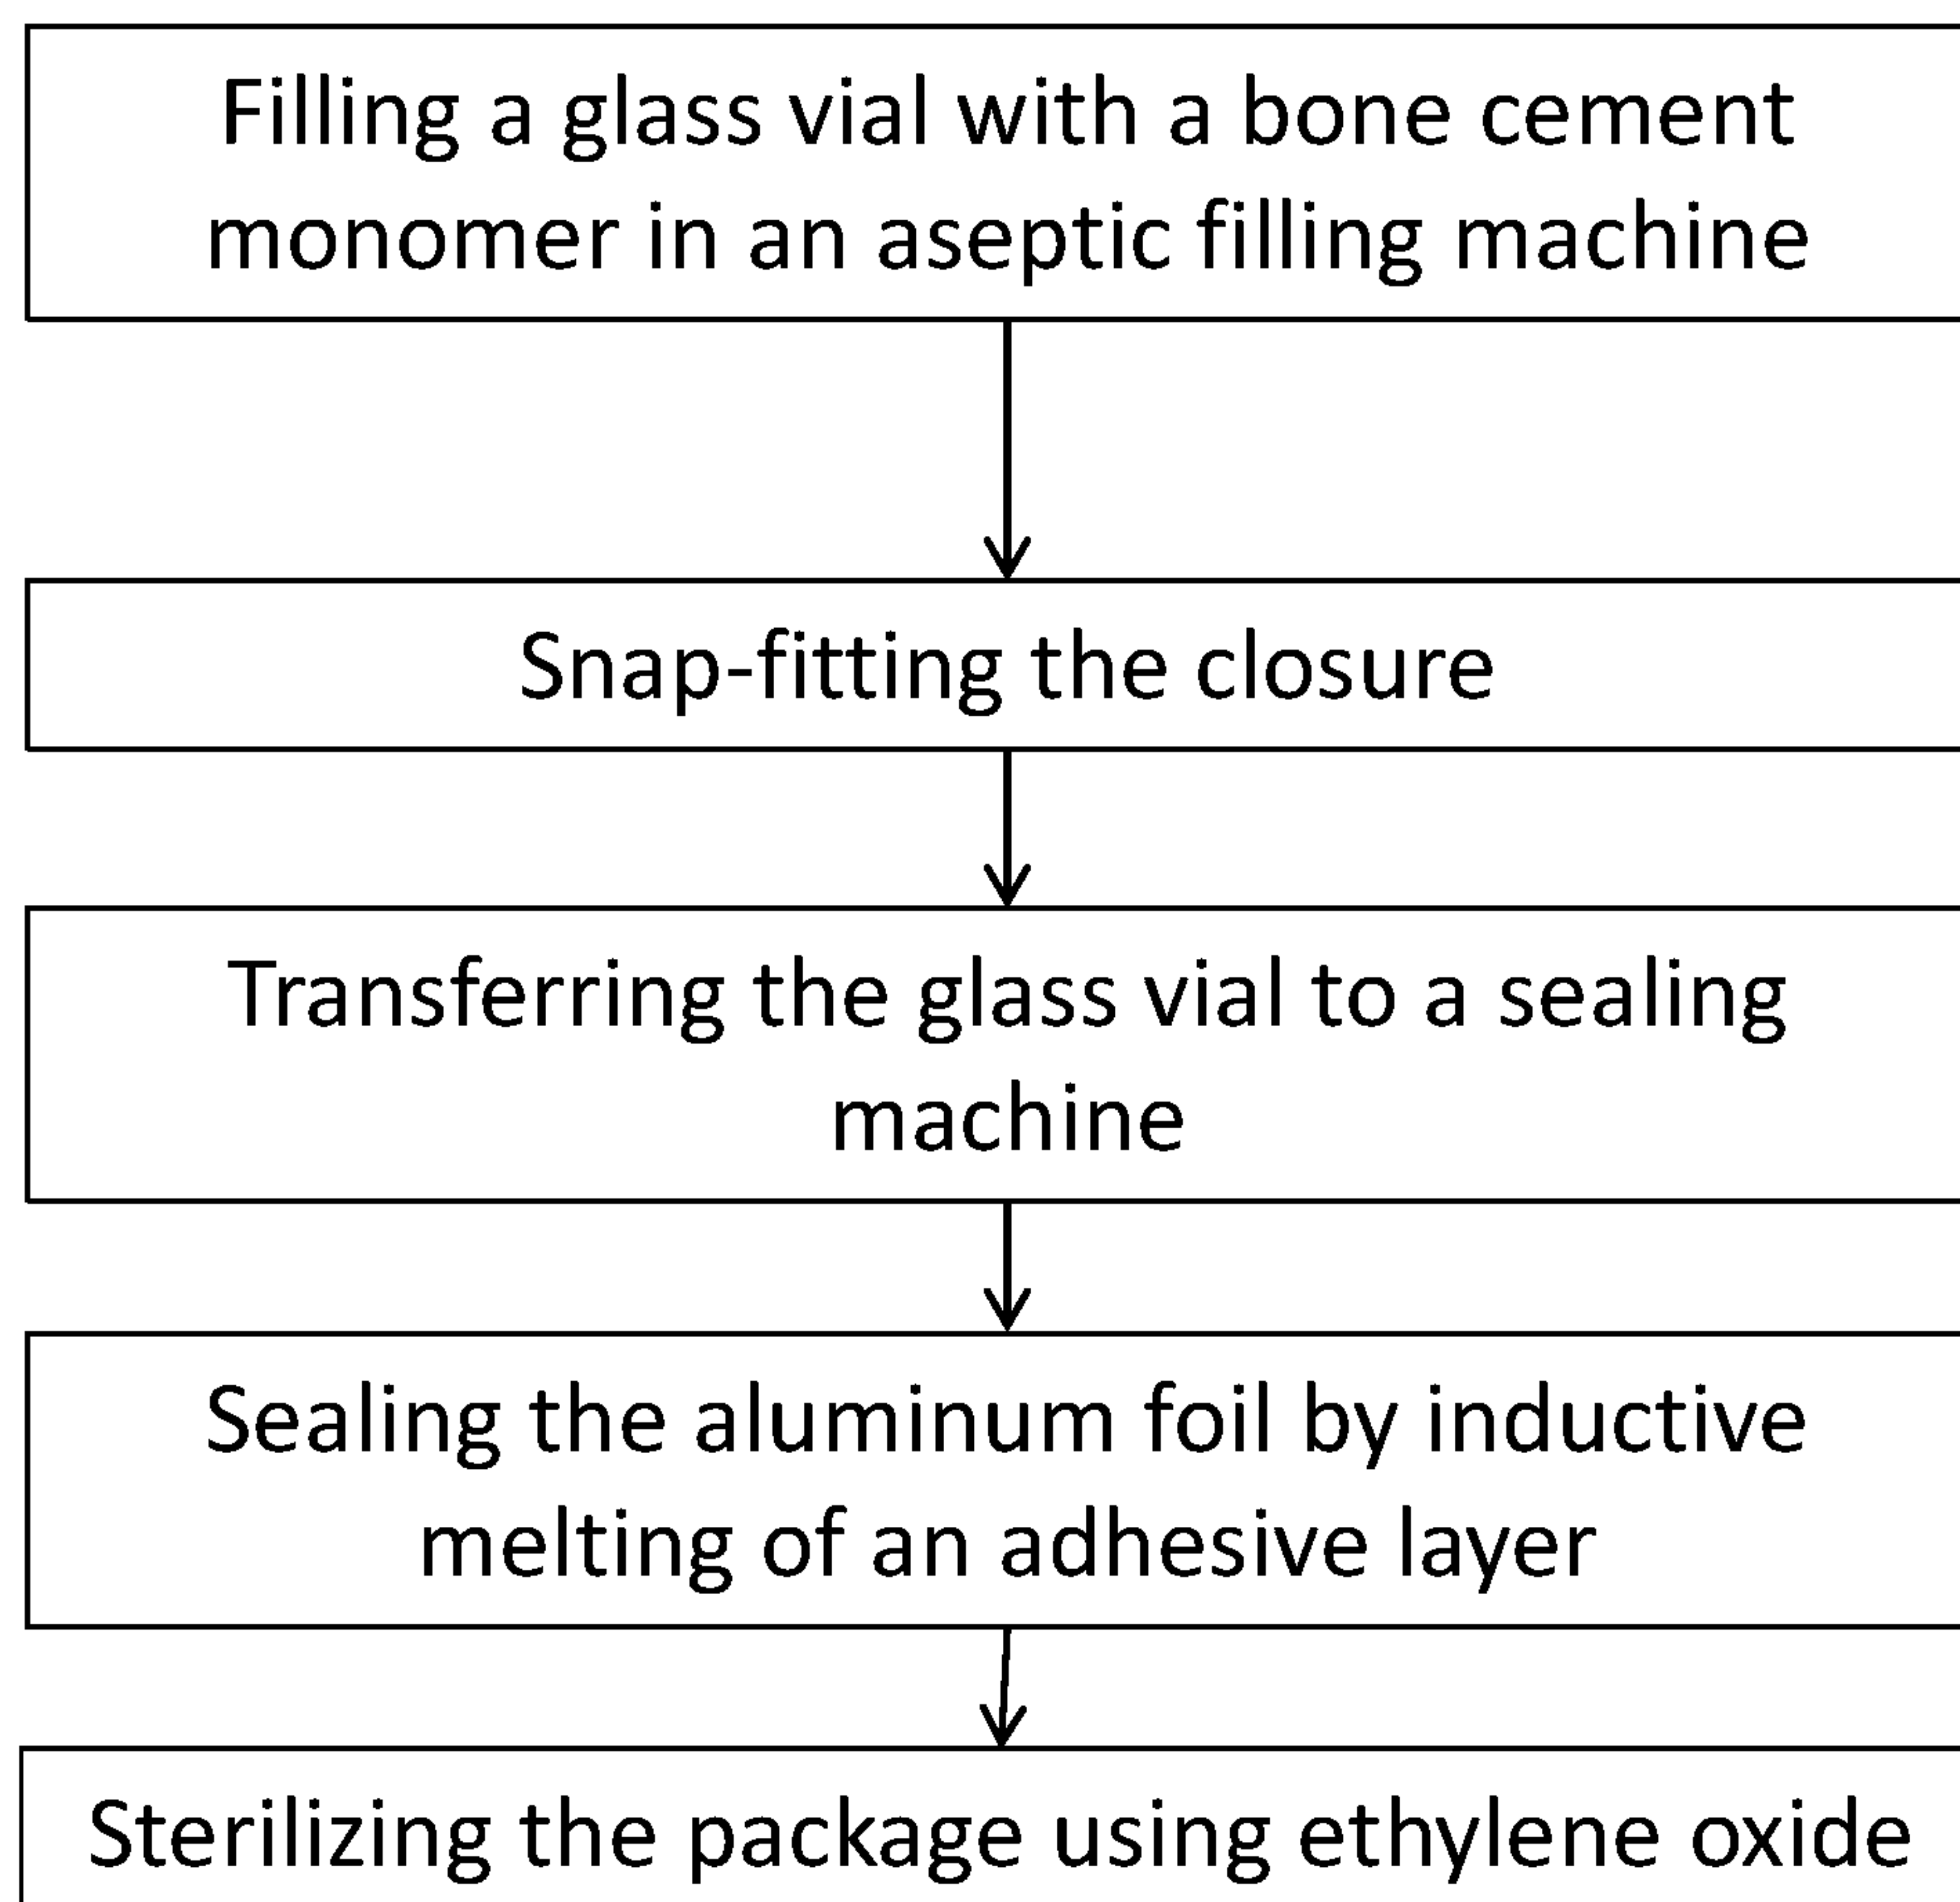 Filling a glass vial with a bone cement
monomer in an aseptic filling machine
Snap-fitting the closure
Transferring the glass vial to a sealing
machine
Sealing the aluminum foil by inductive
melting of an adhesive layer
Sterilizing the package using ethylene oxide